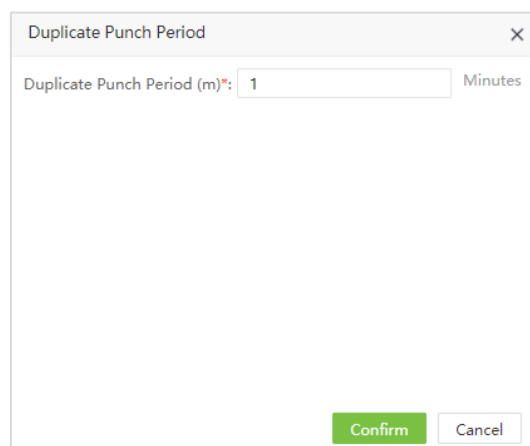 Duplicate Punch Period
Duplicate Punch Period (m)*: 1 Minutes
Confirm Cancel